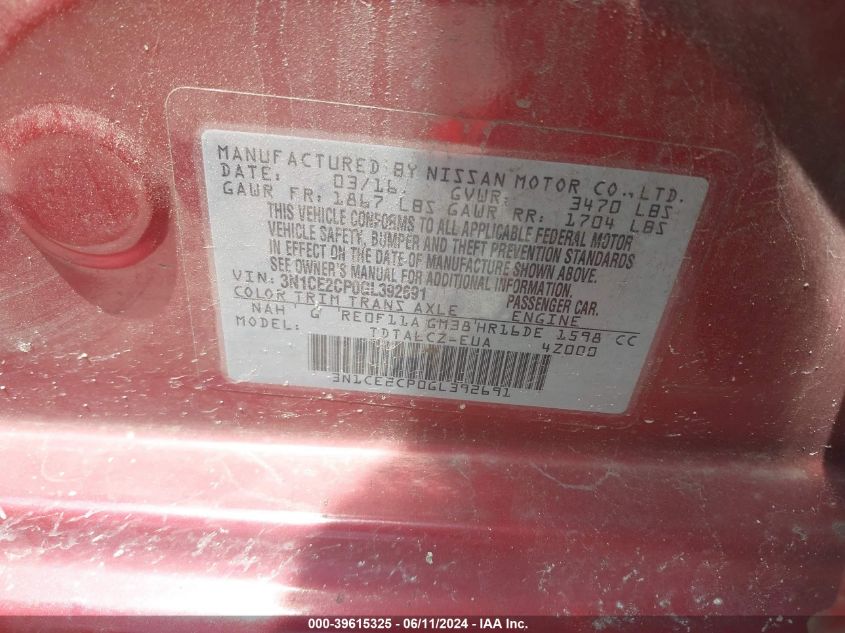 MANUFACTURED BY NISSAN MOTOR CO., LTD.
DATE: 03/16 GVWR: 3470 LBS
GAWR FR: 1867 LBS GAWR RR: 1704 LBS
THIS VEHICLE CONFORMS TO ALL APPLICABLE FEDERAL MOTOR
VEHICLE SAFETY, BUMPER AND THEFT PREVENTION STANDARDS
IN EFFECT ON THE DATE OF MANUFACTURE SHOWN ABOVE.
SEE OWNER'S MANUAL FOR ADDITIONAL INFORMATION.
VIN: 3N1CE2CP0GL392691 PASSENGER CAR.
COLOR TRIM TRANS AXLE ENGINE
NAH G RE0F11A GM38 HR16DE 1598 CC
MODEL: TDTALCZ-EUA 4Z000
3N1CE2CP0GL392691
000-39615325 - 06/11/2024 - IAA Inc.